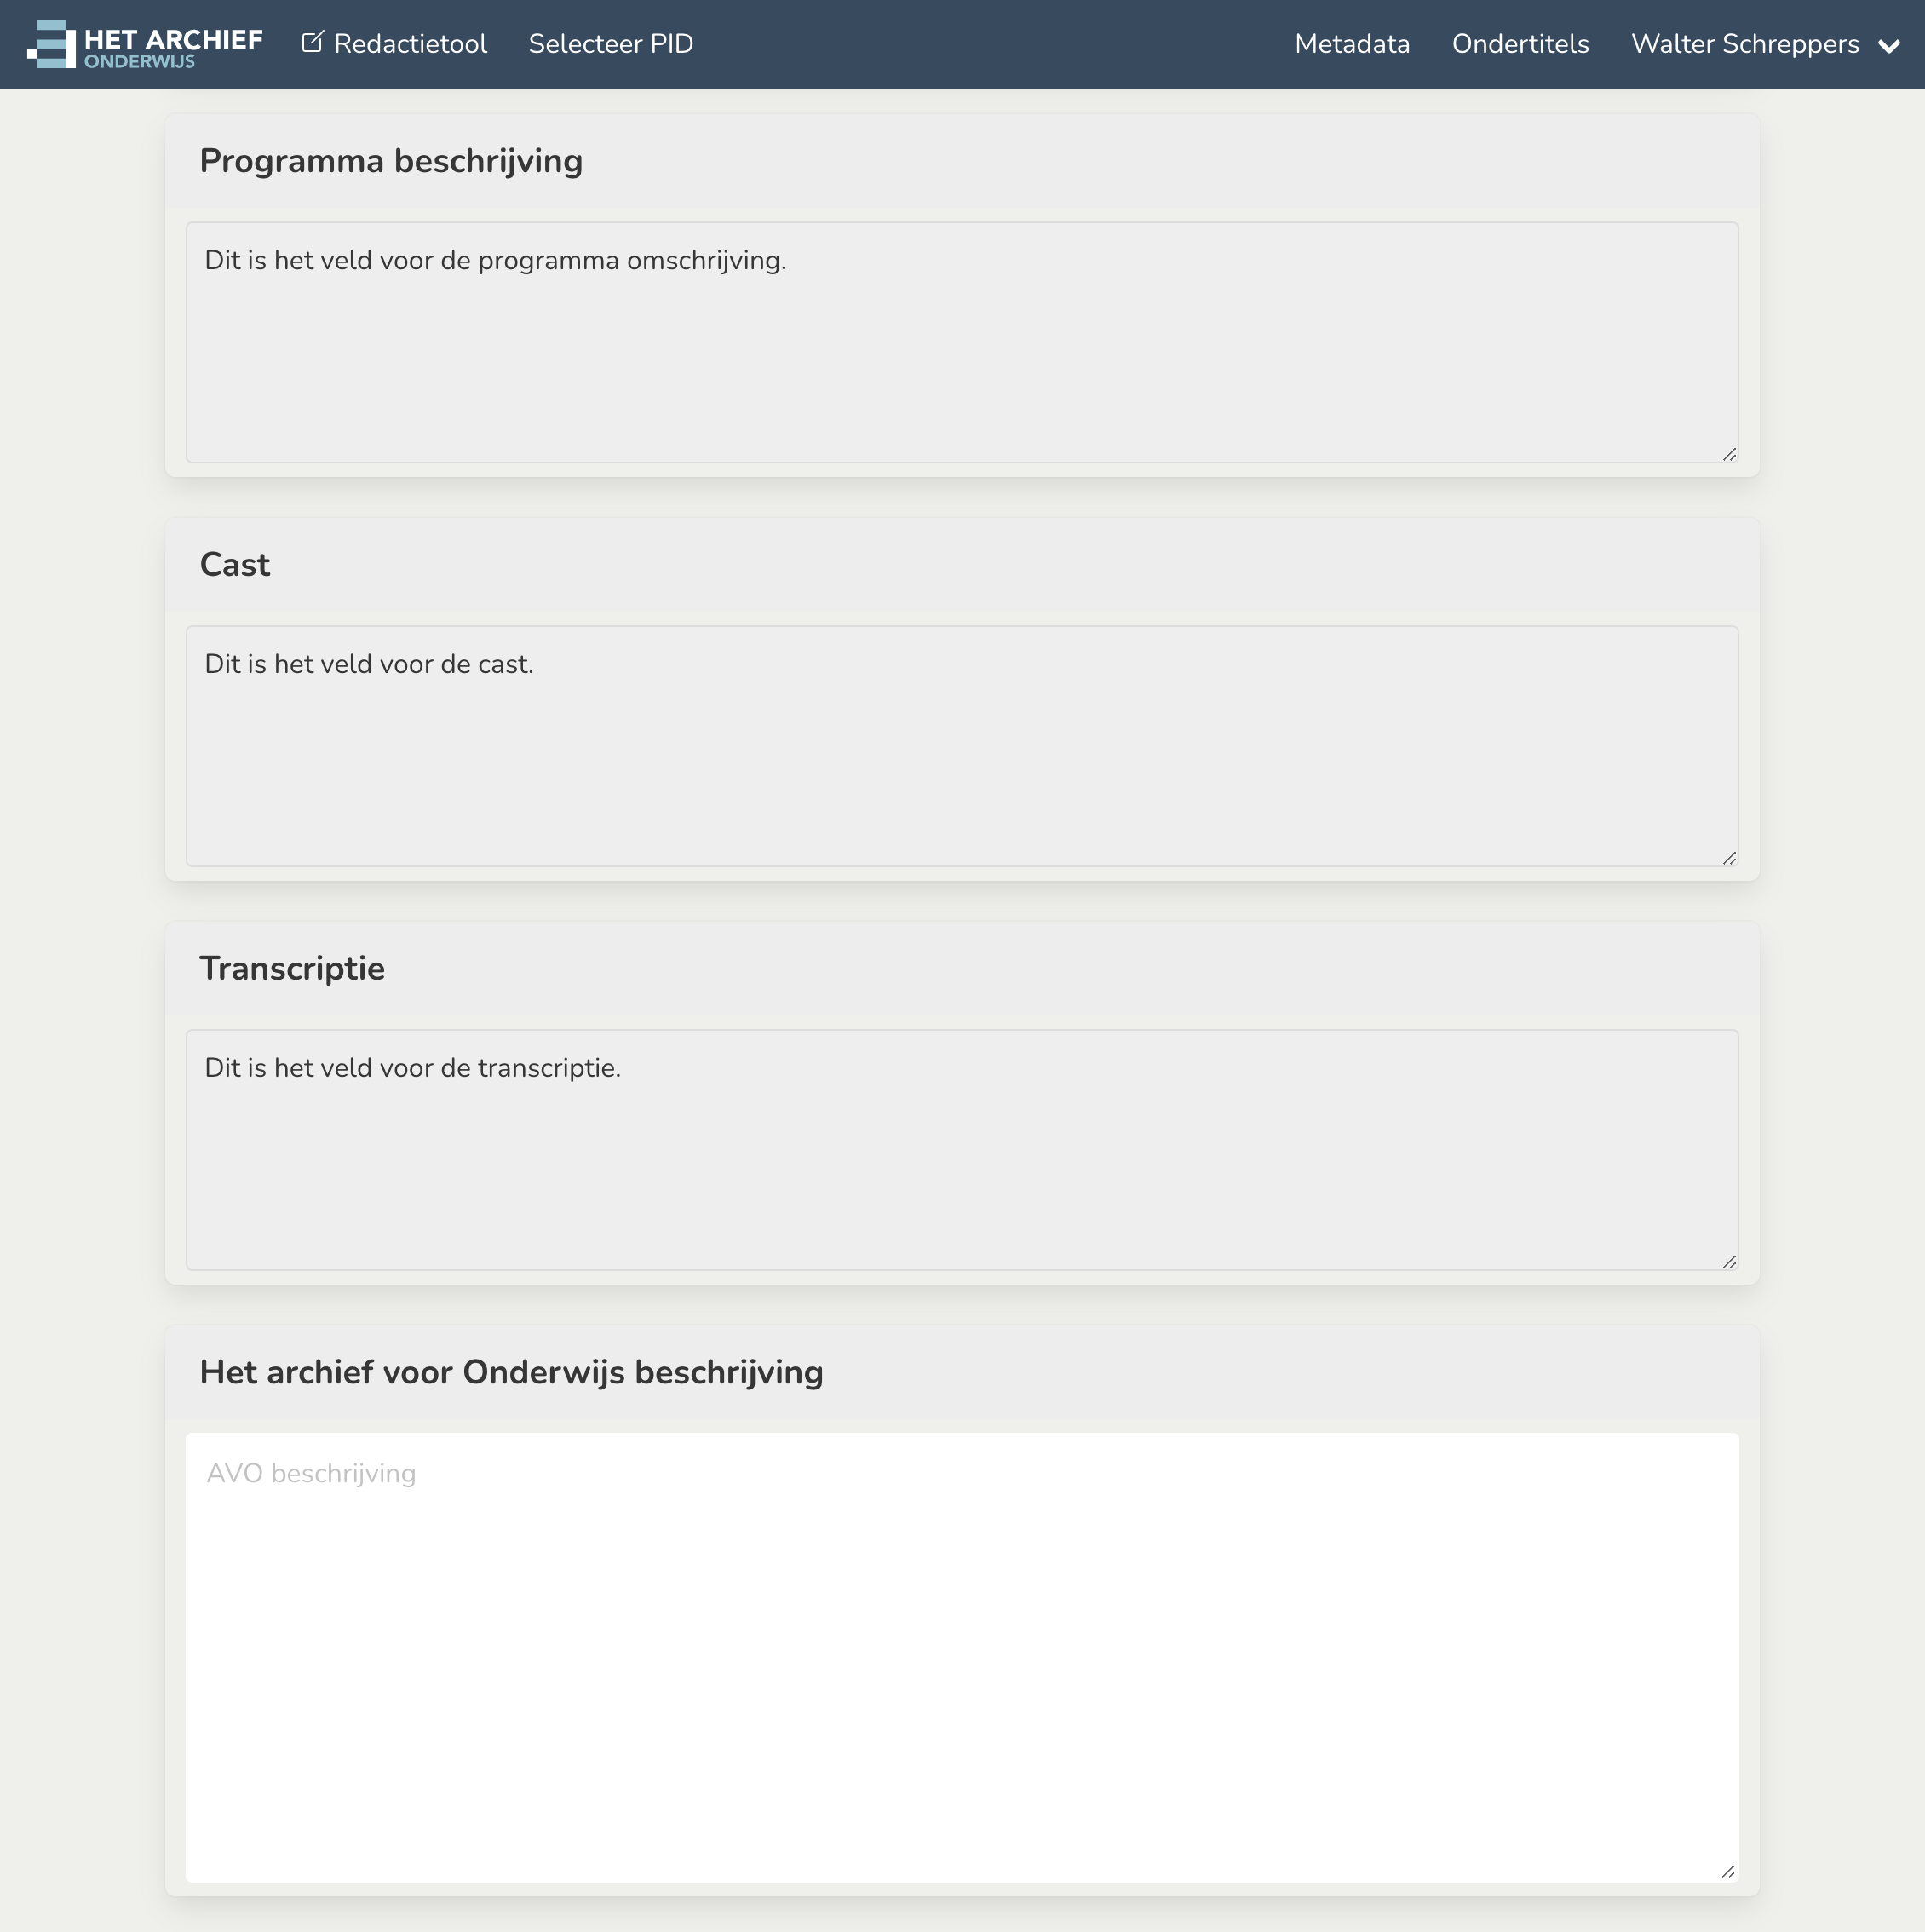 HET ARCHIEF
ONDERWIJS
Redactietool
Selecteer PID
Metadata
Ondertitels
Walter Schreppers
Programma beschrijving
Dit is het veld voor de programma omschrijving.
Cast
Dit is het veld voor de cast.
Transcriptie
Dit is het veld voor de transcriptie.
Het archief voor Onderwijs beschrijving
AVO beschrijving